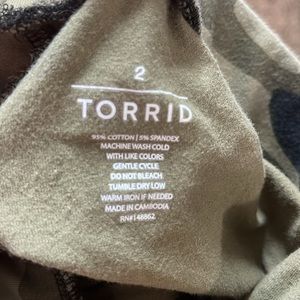 2
TORRID
95% COTTON | 5% SPANDEX
MACHINE WASH COLD
WITH LIKE COLORS
GENTLE CYCLE
DO NOT BLEACH
TUMBLE DRY LOW
WARM IRON IF NEEDED
MADE IN CAMBODIA
RN#148862